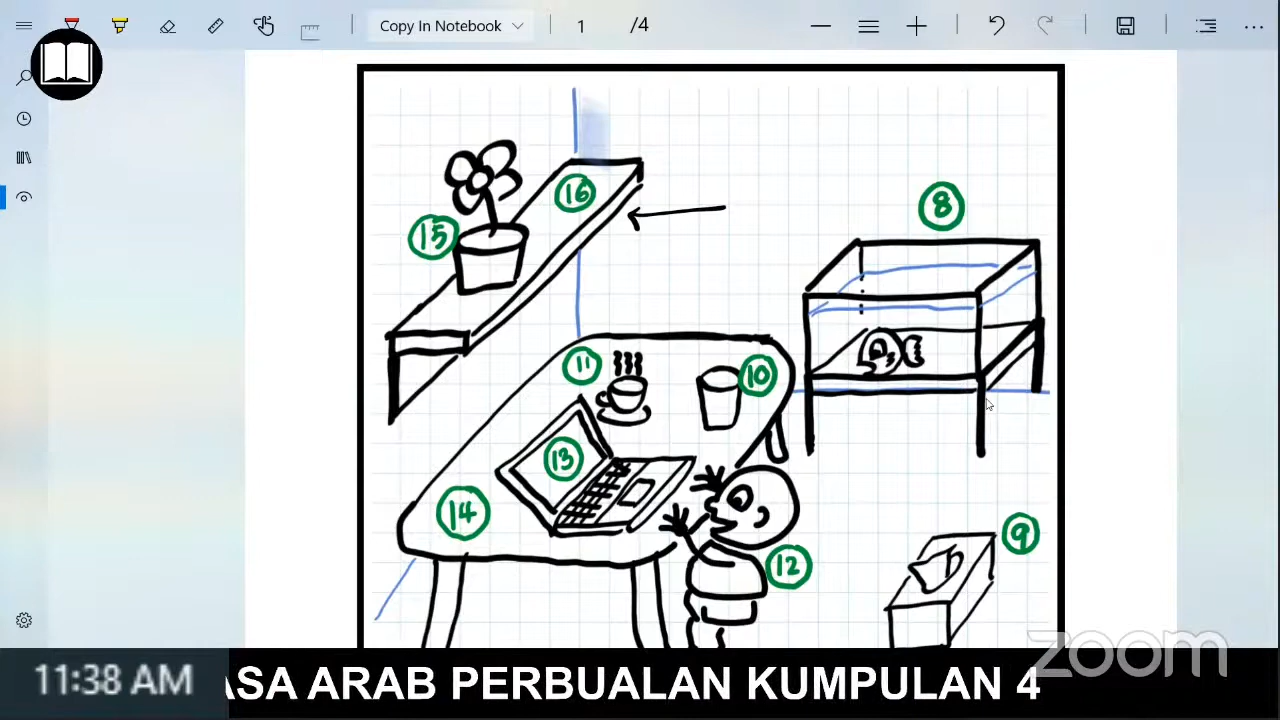 Copy In Notebook
1 /4
16
8
15
11
10
13
14
9
12
zoom
11:38 AM
ASA ARAB PERBUALAN KUMPULAN 4